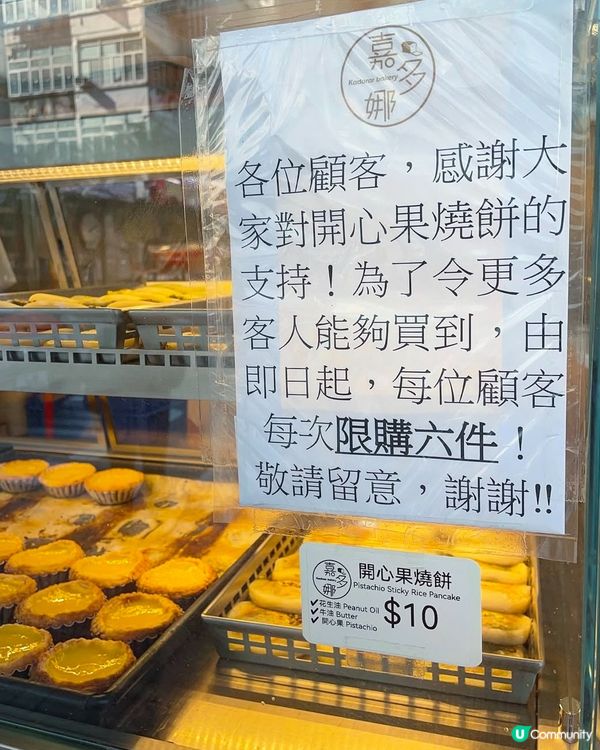 嘉多娜
Kadorar bakery
各位顧客，感謝大
家對開心果燒餅的
支持！為了令更多
客人能夠買到，由
即日起，每位顧客
每次限購六件！
敬請留意，謝謝!!
嘉多娜
開心果燒餅
Pistachio Sticky Rice Pancake
✓花生油 Peanut Oil
✓牛油 Butter
✓開心果 Pistachio
$10
U Community